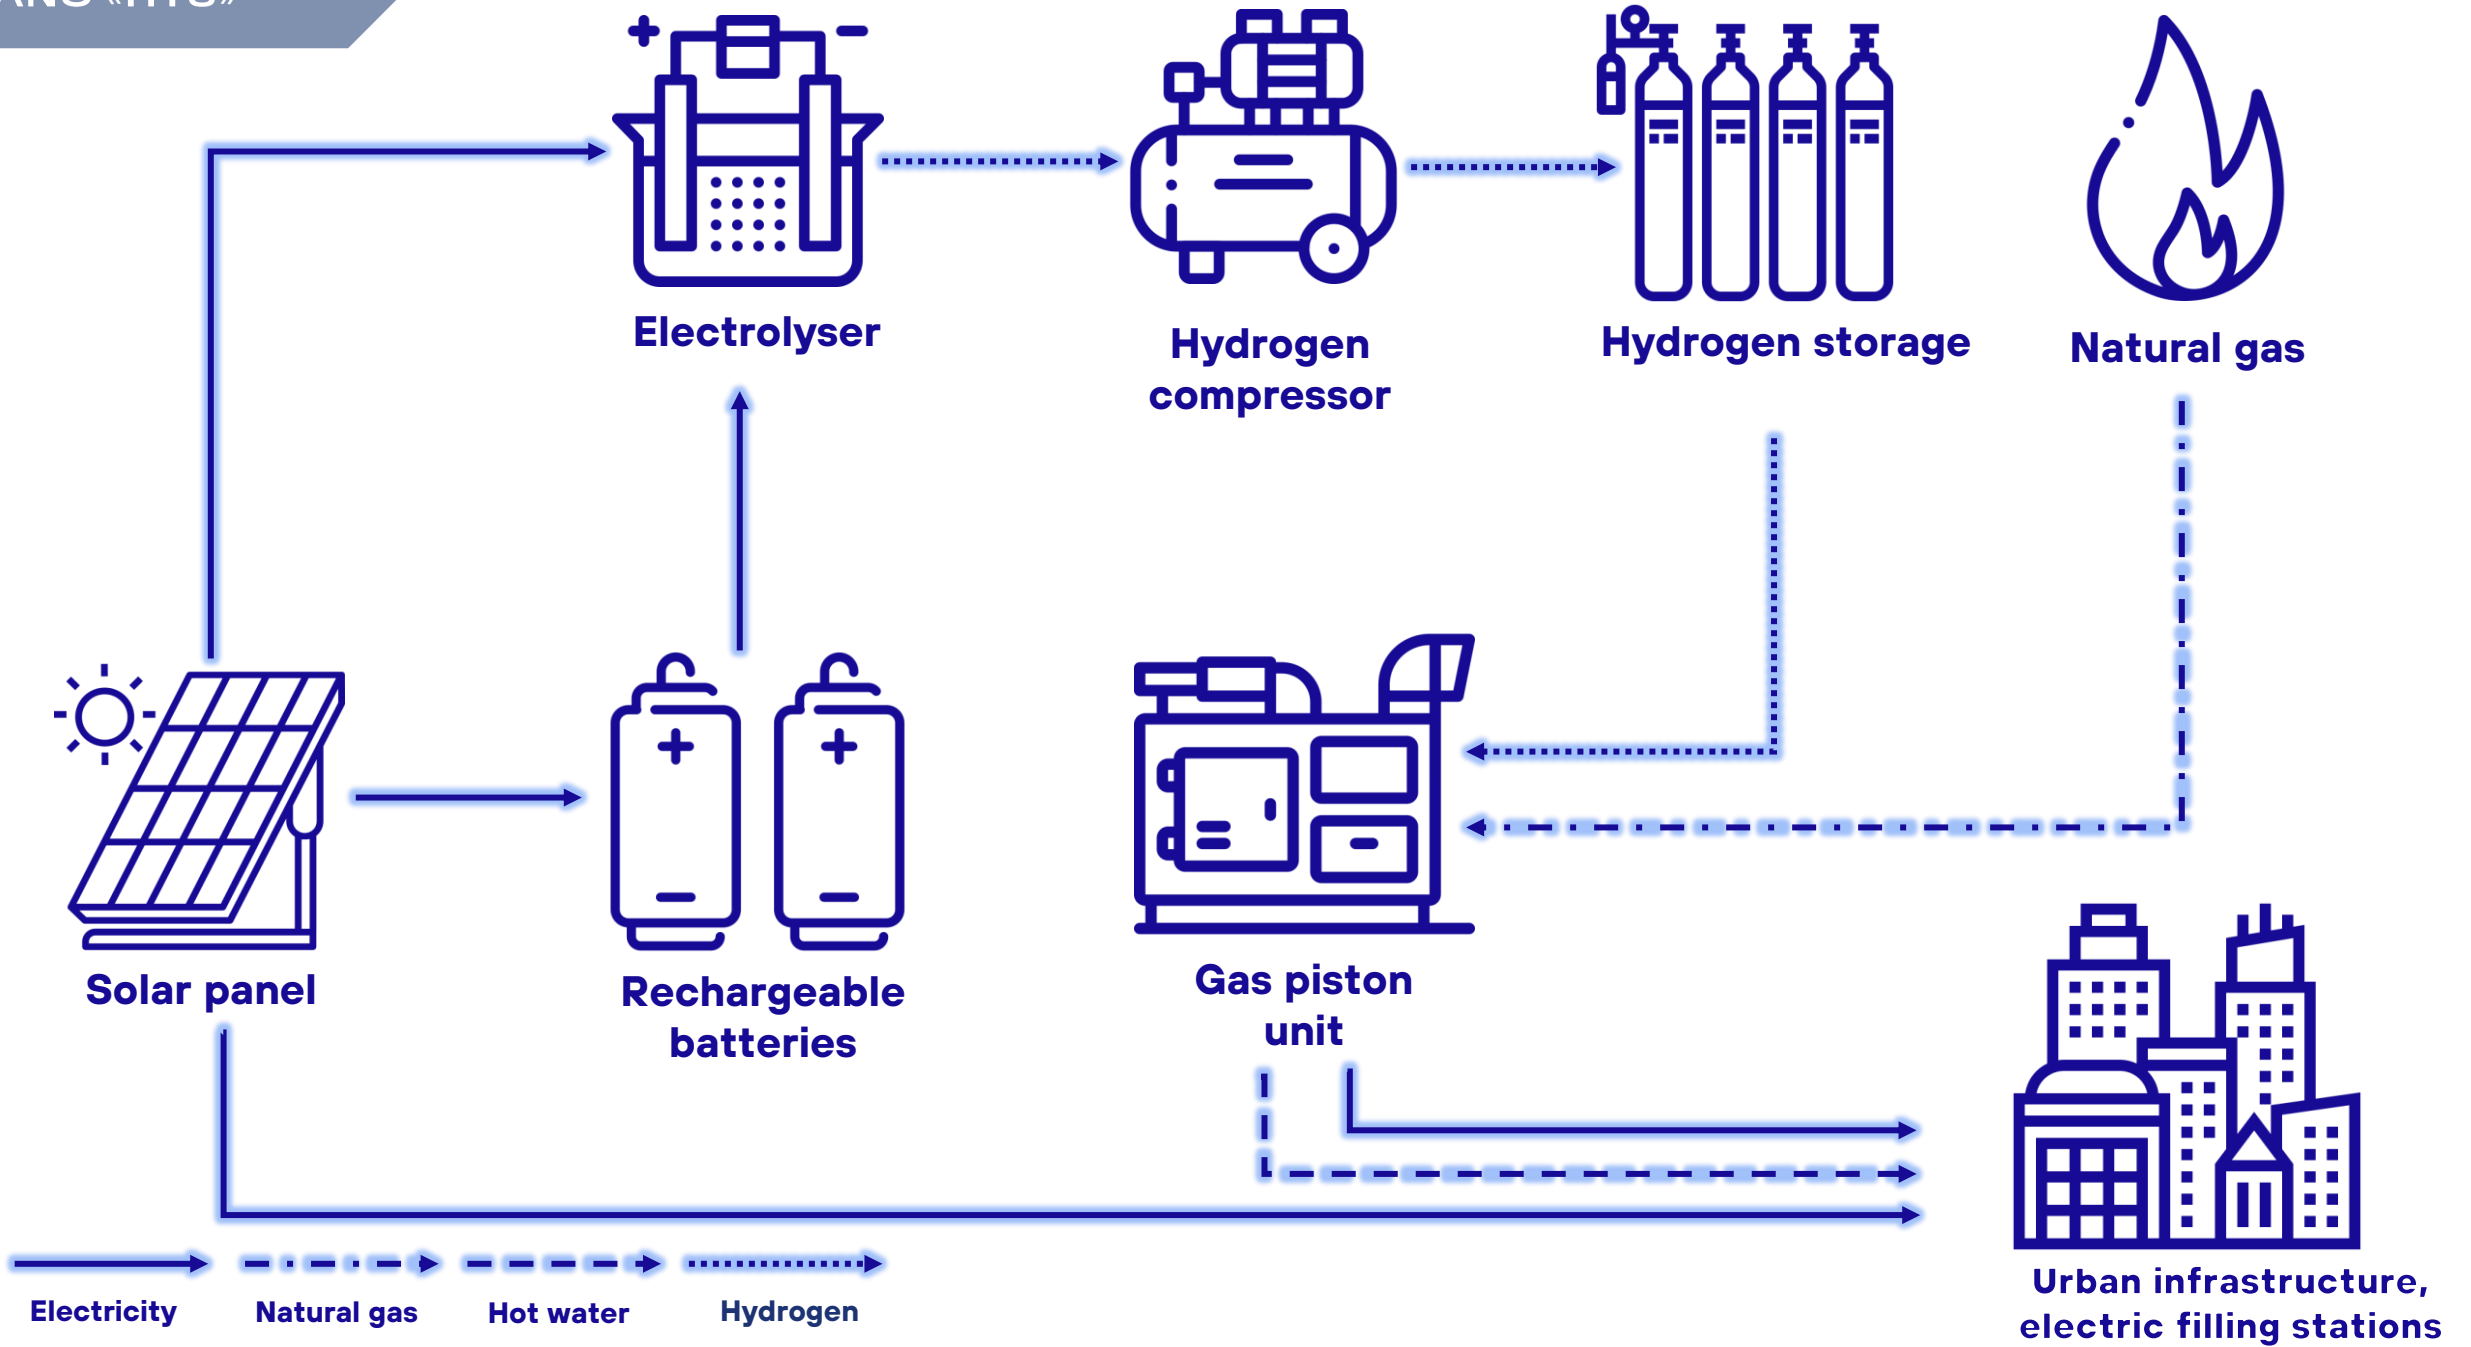 Electrolyser
Hydrogen
compressor
Hydrogen storage
Natural gas
Solar panel
Rechargeable
batteries
Gas piston
unit
Urban infrastructure,
electric filling stations
Electricity
Natural gas
Hot water
Hydrogen